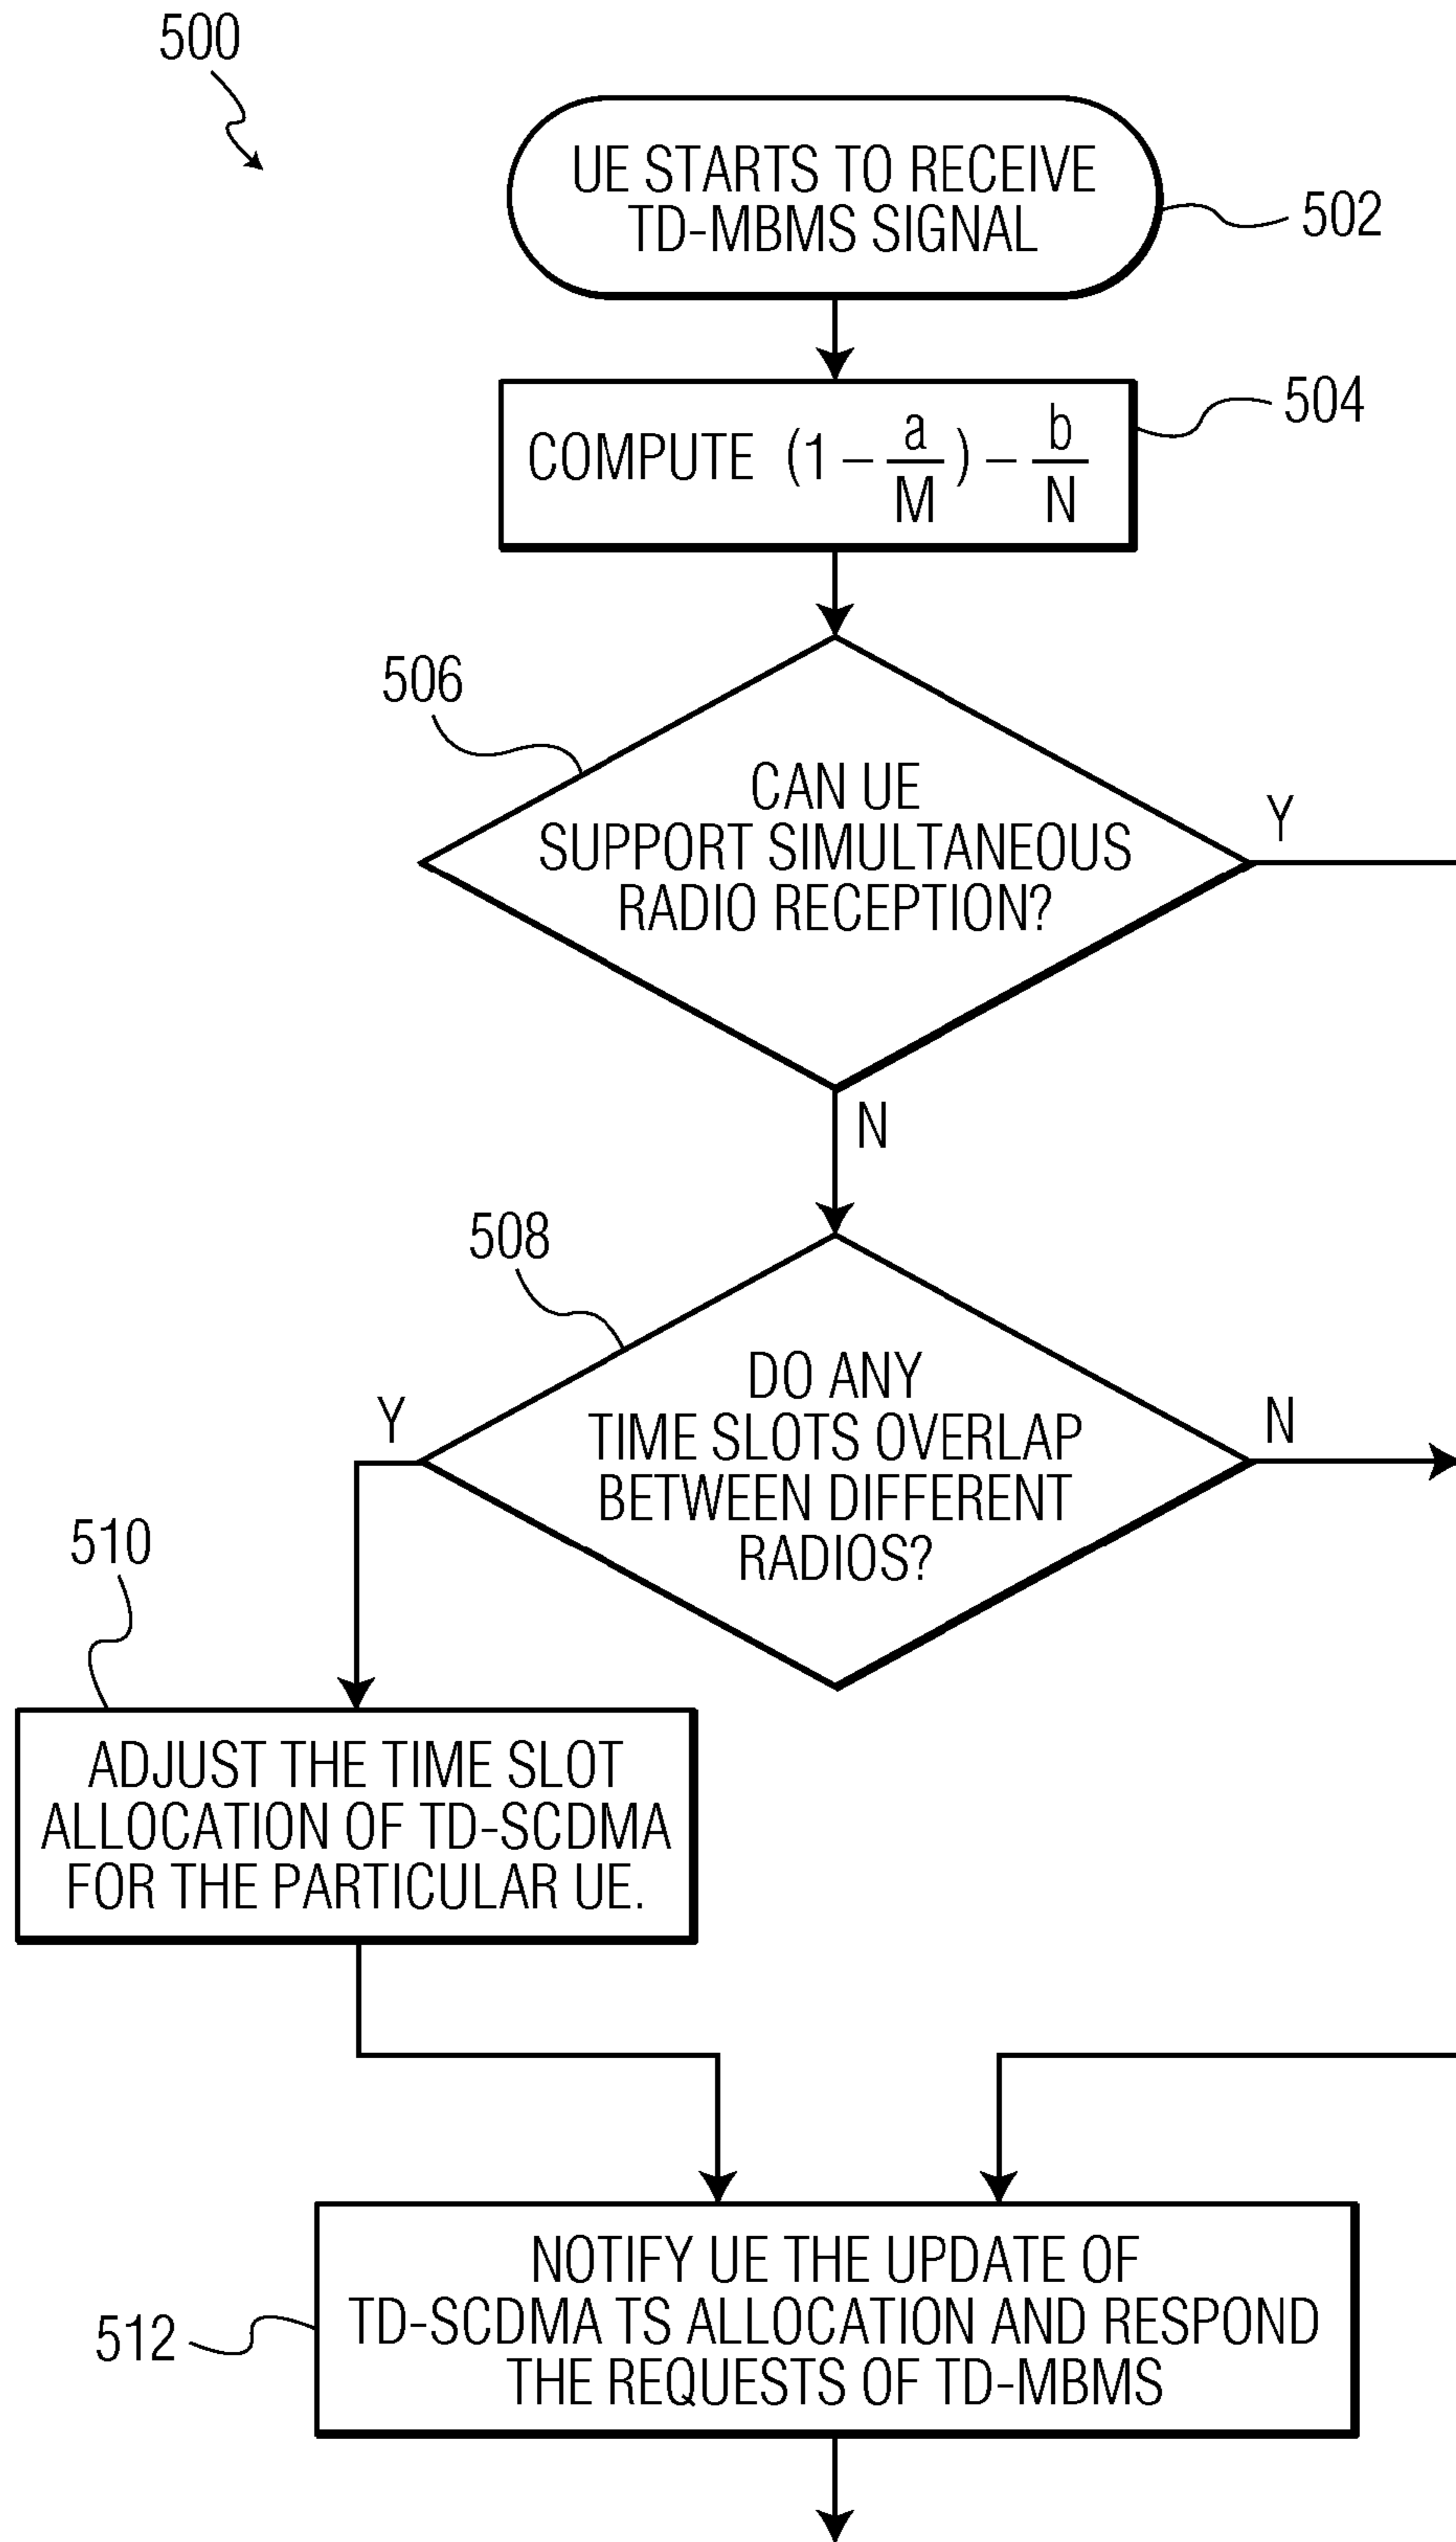 500
UE STARTS TO RECEIVE
TD-MBMS SIGNAL
502
COMPUTE (1 – a/M) – b/N
504
506
CAN UE
SUPPORT SIMULTANEOUS
RADIO RECEPTION?
Y
N
508
DO ANY
TIME SLOTS OVERLAP
BETWEEN DIFFERENT
RADIOS?
Y
N
510
ADJUST THE TIME SLOT
ALLOCATION OF TD-SCDMA
FOR THE PARTICULAR UE.
NOTIFY UE THE UPDATE OF
TD-SCDMA TS ALLOCATION AND RESPOND
THE REQUESTS OF TD-MBMS
512